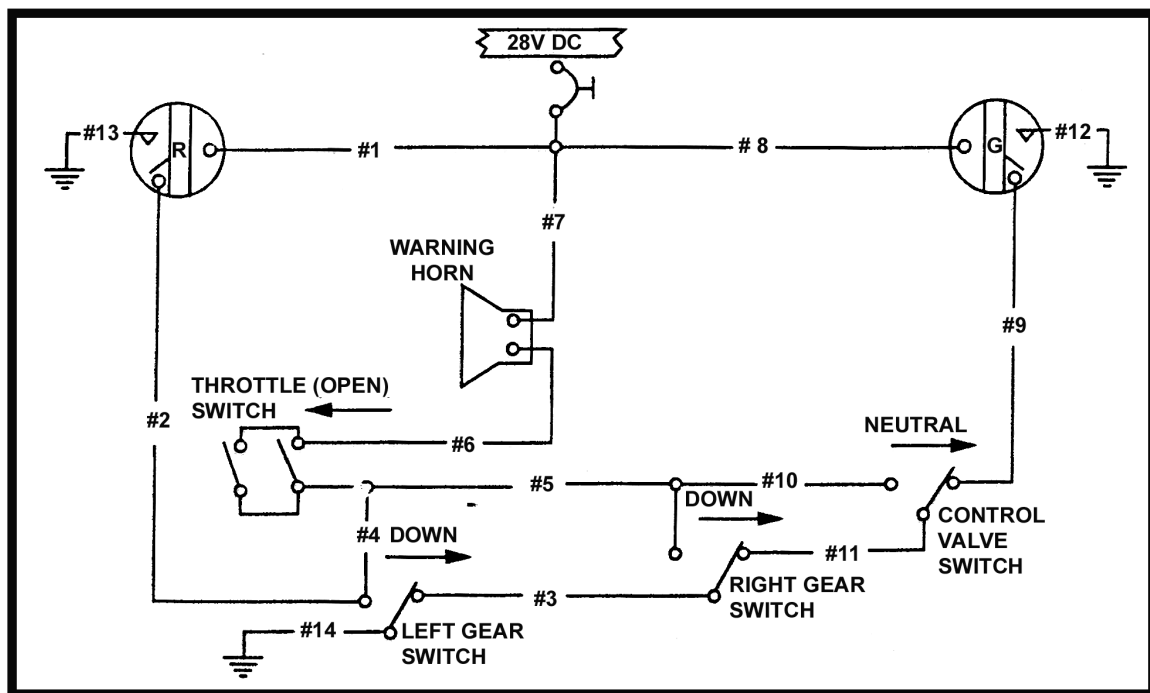 28V DC
#13
R
#1
# 8
G
#12
#7
WARNING
HORN
#9
THROTTLE (OPEN)
SWITCH
#2
#6
NEUTRAL
#5
#10
DOWN
#4
DOWN
CONTROL
VALVE
SWITCH
#11
RIGHT GEAR
SWITCH
#3
#14
LEFT GEAR
SWITCH